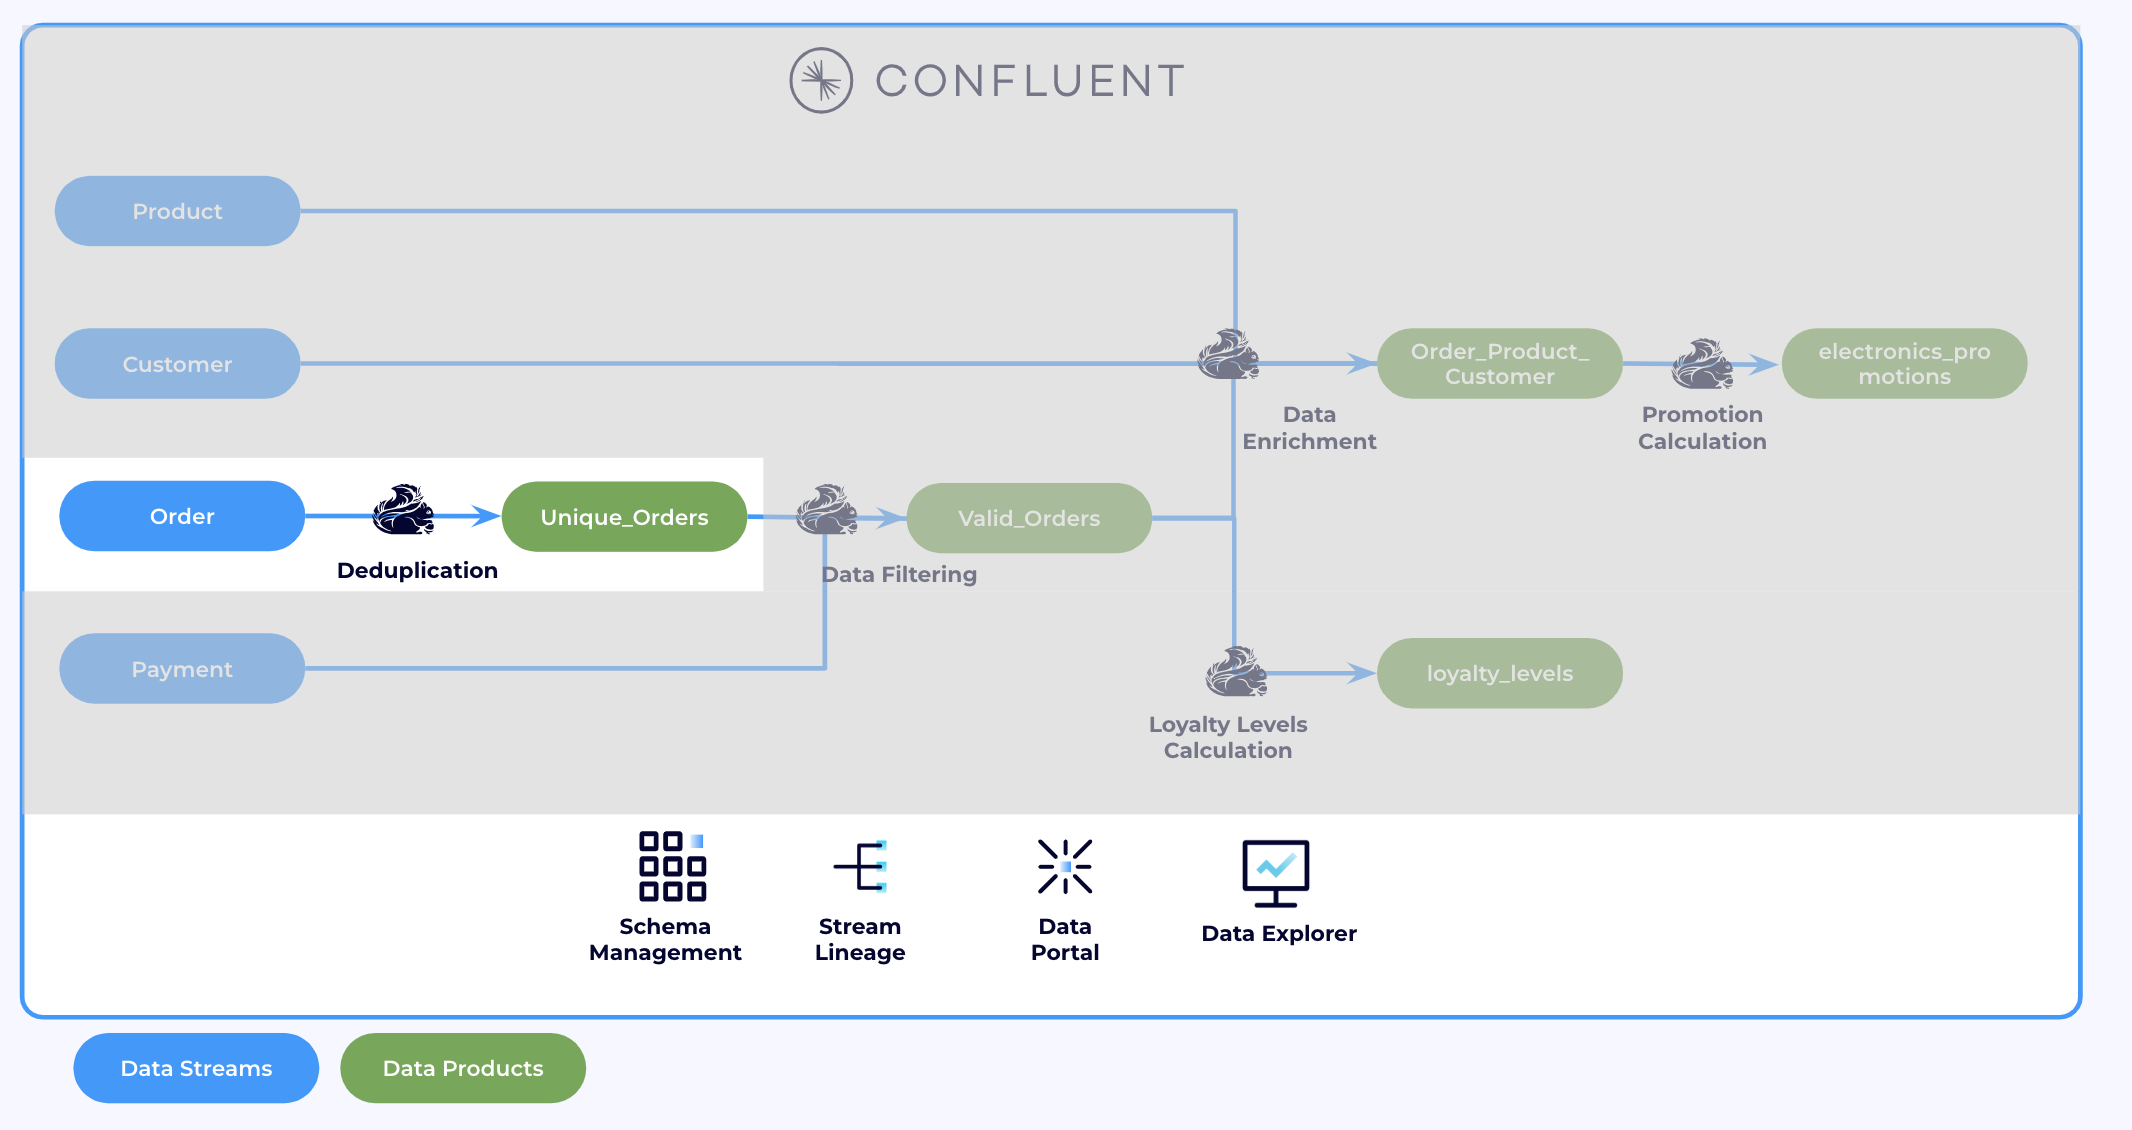 CONFLUENT
Product
Customer
Order_Product_
Customer
electronics_pro
motions
Data
Enrichment
Promotion
Calculation
Order
Unique_Orders
Valid_Orders
Deduplication
Data Filtering
Payment
loyalty_levels
Loyalty Levels
Calculation
Schema
Management
Stream
Lineage
Data
Portal
Data Explorer
Data Streams
Data Products